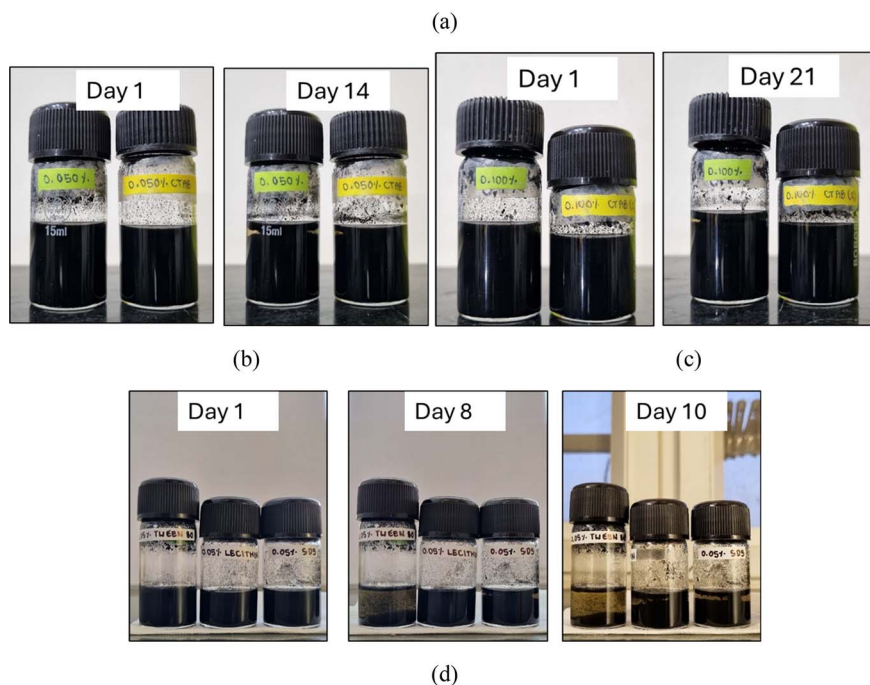 (a)
Day 1
0.050%
15ml
0.050% CTAB
Day 14
0.050%
15ml
0.050% CTAB
Day 1
0.100%
0.100% CTAB (1)
Day 21
0.100%
0.100% CTAB (1)
(b)
(c)
Day 1
.05% TWEEN 80
0.05% LECITHIN
0.05% SDS
Day 8
.05% TWEEN 80
0.05% LECITHIN
0.05% SDS
Day 10
.05% TWEEN 80
0.05% SDS
(d)